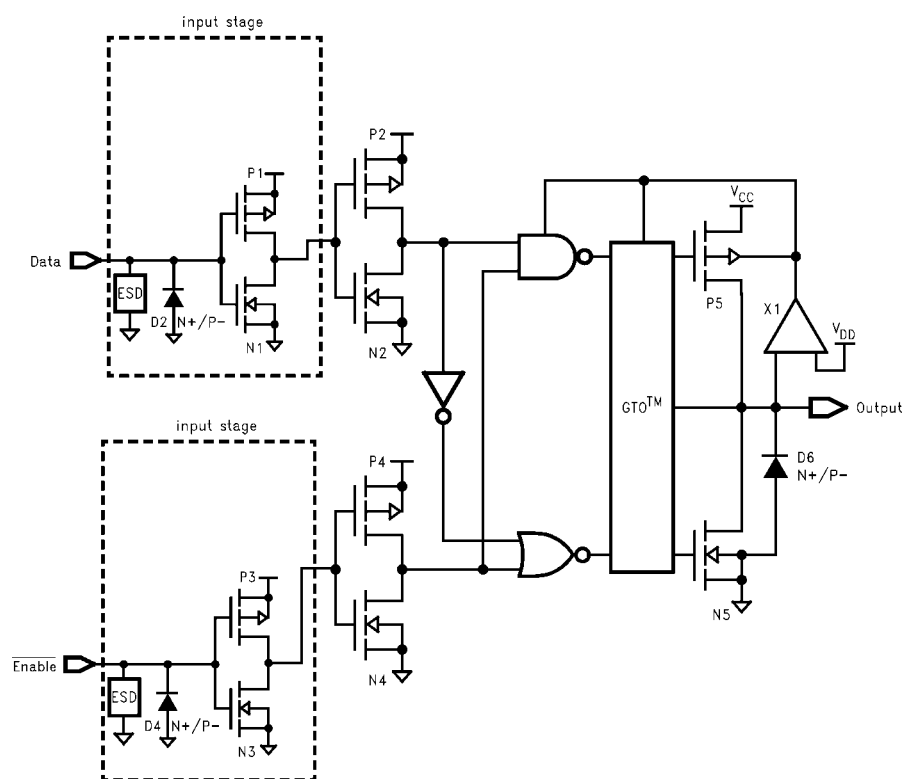 input stage
P1
P2
Data
ESD
D2 N+/P−
N1
N2
VCC
P5
X1
VDD
GTO™
Output
D6
N+/P−
N5
input stage
P4
P3
Enable
ESD
D4 N+/P−
N3
N4